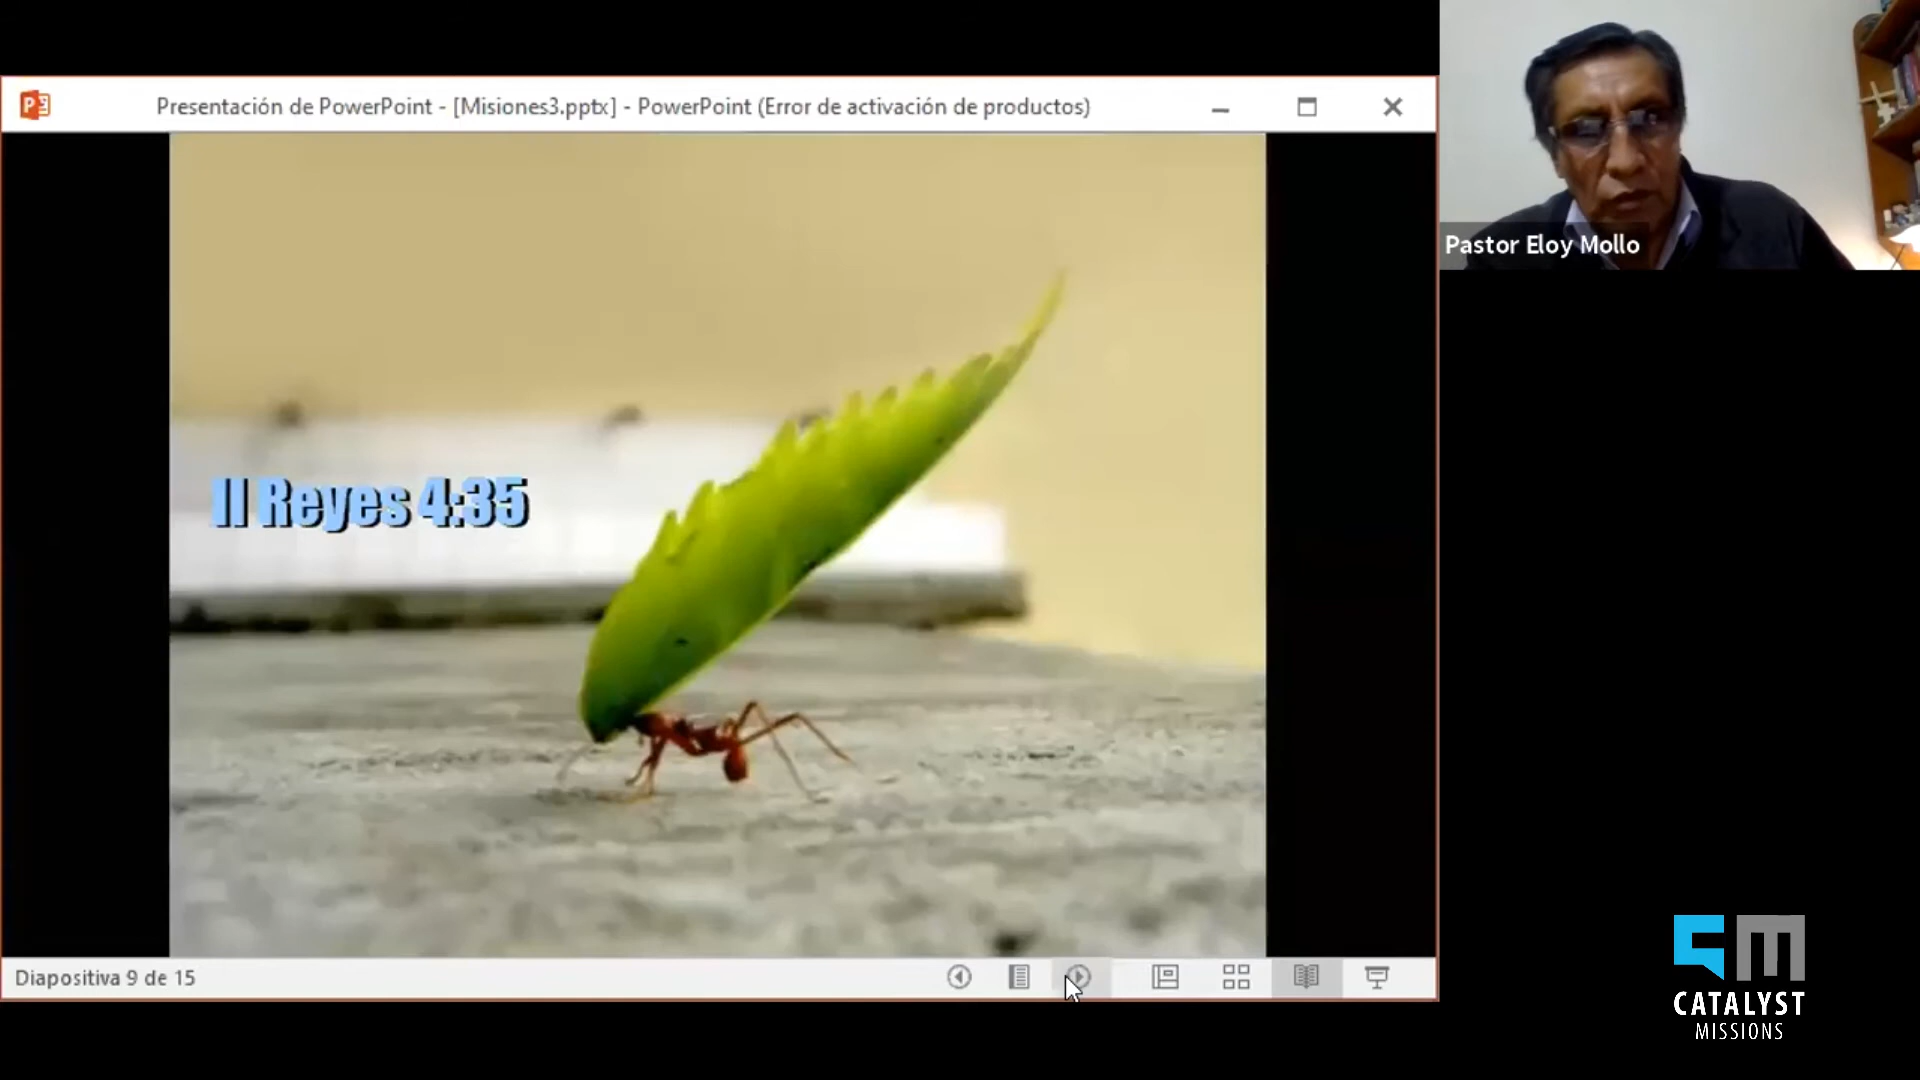 Presentación de PowerPoint - [Misiones3.pptx] - PowerPoint (Error de activación de productos)
Pastor Eloy Mollo
II Reyes 4:35
Diapositiva 9 de 15
CATALYST
MISSIONS